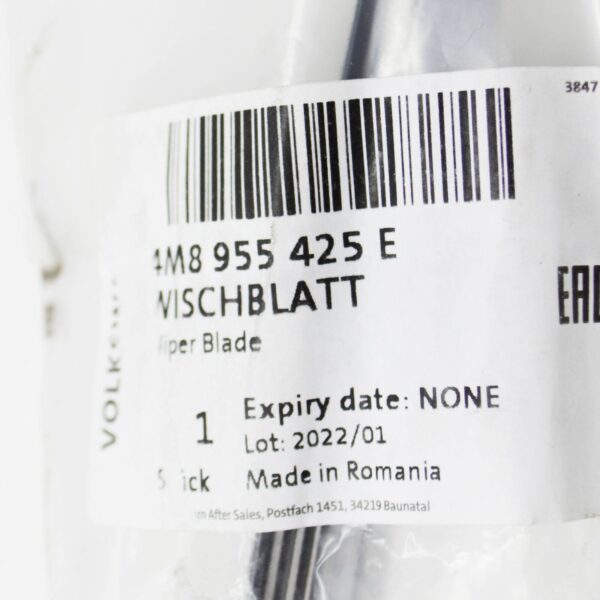 3847
4M8 955 425 E
WISCHBLATT
Wiper Blade
EAC
1
Expiry date: NONE
Lot: 2022/01
Made in Romania
After Sales, Postfach 1451, 34219 Baunatal